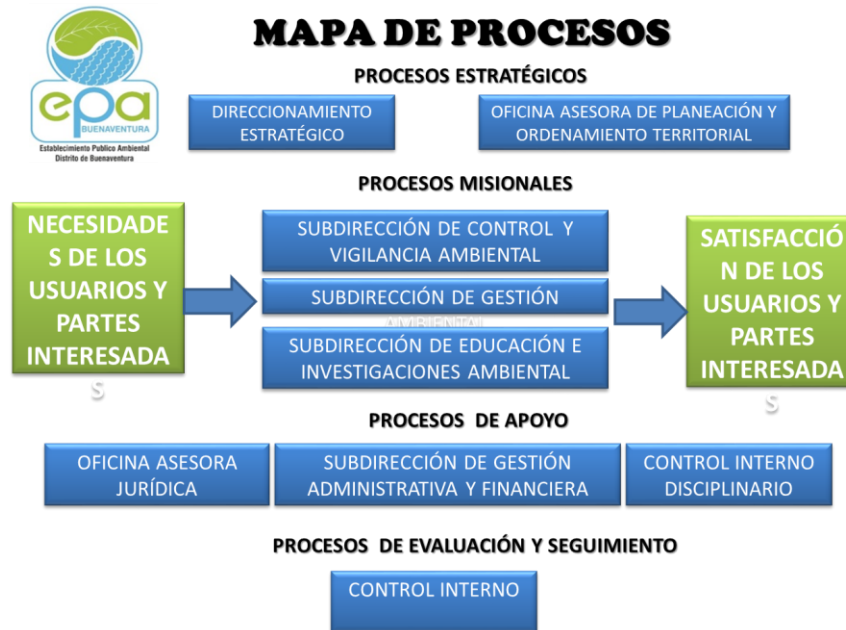 MAPA DE PROCESOS
epa
BUENAVENTURA
Establecimiento Publico Ambiental
Distrito de Buenaventura
PROCESOS ESTRATÉGICOS
DIRECCIONAMIENTO
ESTRATÉGICO
OFICINA ASESORA DE PLANEACIÓN Y
ORDENAMIENTO TERRITORIAL
PROCESOS MISIONALES
NECESIDADE
S DE LOS
USUARIOS Y
PARTES
INTERESADA
S
SUBDIRECCIÓN DE CONTROL Y
VIGILANCIA AMBIENTAL
SUBDIRECCIÓN DE GESTIÓN
AMBIENTAL
SUBDIRECCIÓN DE EDUCACIÓN E
INVESTIGACIONES AMBIENTAL
SATISFACCIÓ
N DE LOS
USUARIOS Y
PARTES
INTERESADA
S
PROCESOS DE APOYO
OFICINA ASESORA
JURÍDICA
SUBDIRECCIÓN DE GESTIÓN
ADMINISTRATIVA Y FINANCIERA
CONTROL INTERNO
DISCIPLINARIO
PROCESOS DE EVALUACIÓN Y SEGUIMIENTO
CONTROL INTERNO